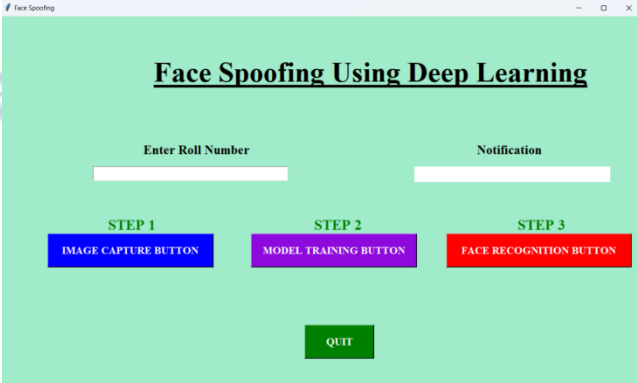 Face Spoofing
Face Spoofing Using Deep Learning
Enter Roll Number
Notification
STEP 1
STEP 2
STEP 3
IMAGE CAPTURE BUTTON
MODEL TRAINING BUTTON
FACE RECOGNITION BUTTON
QUIT